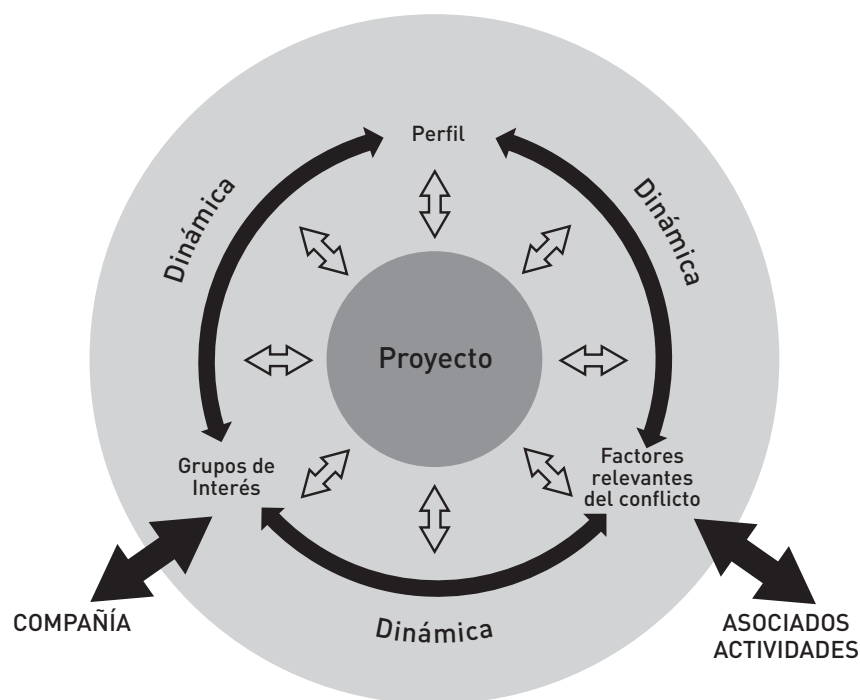 Perfil
Dinámica
Dinámica
Proyecto
Grupos de
Interés
Factores
relevantes
del conflicto
COMPAÑÍA
Dinámica
ASOCIADOS
ACTIVIDADES